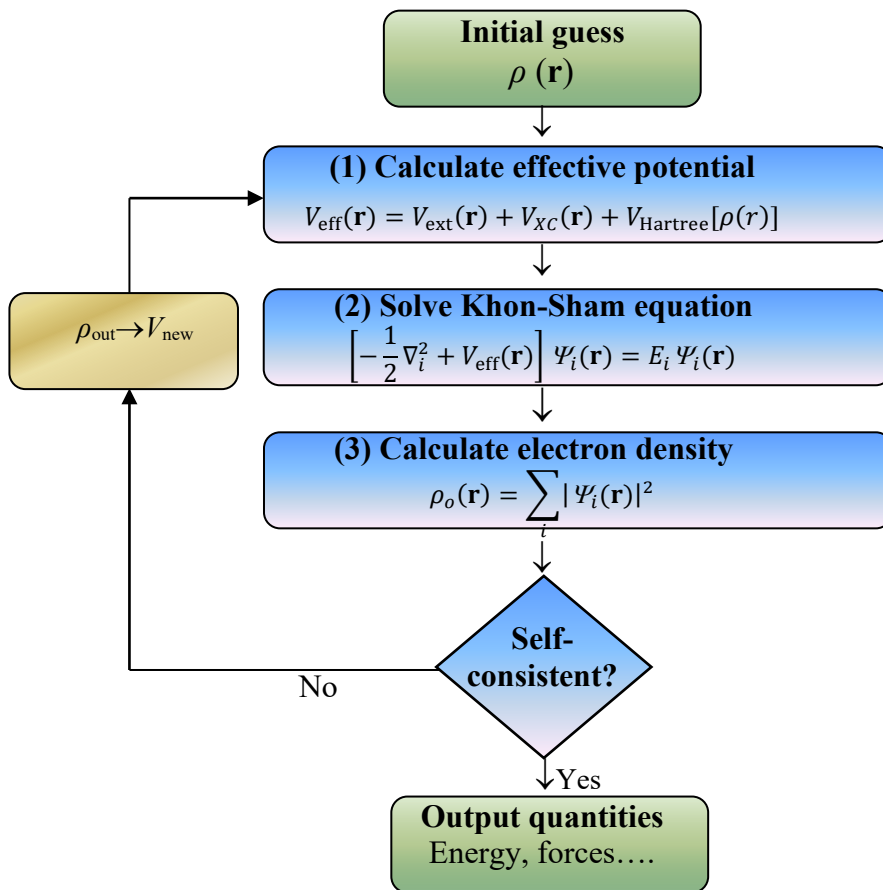 Initial guess
ρ (r)
(1) Calculate effective potential
V_eff(r) = V_ext(r) + V_XC(r) + V_Hartree[ρ(r)]
(2) Solve Khon-Sham equation
[−1/2 ∇_i^2 + V_eff(r)] Ψ_i(r) = E_i Ψ_i(r)
ρ_out→V_new
(3) Calculate electron density
ρ_o(r) = ∑_i |Ψ_i(r)|^2
Self-
consistent?
No
Yes
Output quantities
Energy, forces….